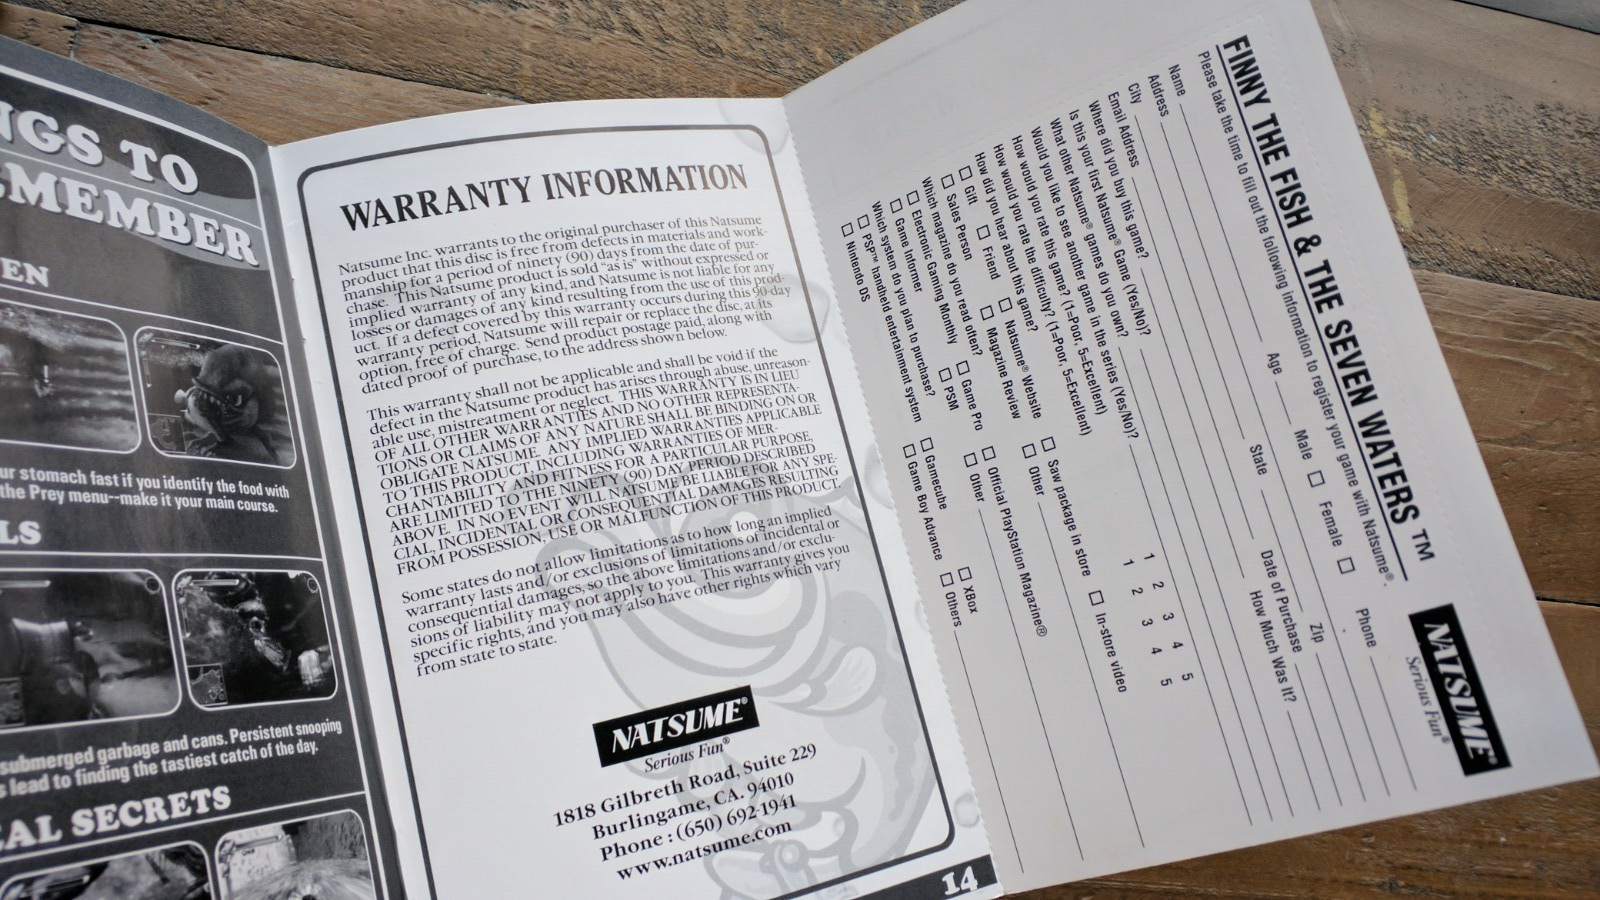 NGS TO
EMEMBER
EN
ur stomach fast if you identify the food with
the Prey menu--make it your main course.
LS
submerged garbage and cans. Persistent snooping
s lead to finding the tastiest catch of the day.
EAL SECRETS
WARRANTY INFORMATION
Natsume Inc. warrants to the original purchaser of this Natsume
product that this disc is free from defects in materials and work-
manship for a period of ninety (90) days from the date of pur-
chase. This Natsume product is sold "as is" without expressed or
implied warranty of any kind, and Natsume is not liable for any
losses or damages of any kind resulting from the use of this prod-
uct. If a defect covered by this warranty occurs during this 90-day
warranty period, Natsume will repair or replace the disc, at its
option, free of charge. Send product postage paid, along with
dated proof of purchase, to the address shown below.
This warranty shall not be applicable and shall be void if the
defect in the Natsume product has arises through abuse, unreason-
able use, mistreatment or neglect. THIS WARRANTY IS IN LIEU
OF ALL OTHER WARRANTIES AND NO OTHER REPRESENTA-
TIONS OR CLAIMS OF ANY NATURE SHALL BE BINDING ON OR
OBLIGATE NATSUME. ANY IMPLIED WARRANTIES APPLICABLE
TO THIS PRODUCT, INCLUDING WARRANTIES OF MER-
CHANTABILITY AND FITNESS FOR A PARTICULAR PURPOSE,
ARE LIMITED TO THE NINETY (90) DAY PERIOD DESCRIBED
ABOVE. IN NO EVENT WILL NATSUME BE LIABLE FOR ANY SPE-
CIAL, INCIDENTAL OR CONSEQUENTIAL DAMAGES RESULTING
FROM POSSESSION, USE OR MALFUNCTION OF THIS PRODUCT.
Some states do not allow limitations as to how long an implied
warranty lasts and/or exclusions of limitations of incidental or
consequential damages, so the above limitations and/or exclu-
sions of liability may not apply to you. This warranty gives you
specific rights, and you may also have other rights which vary
from state to state.
NATSUME®
Serious Fun®
1818 Gilbreth Road, Suite 229
Burlingame, CA. 94010
Phone : (650) 692-1941
www.natsume.com
14
FINNY THE FISH & THE SEVEN WATERS ™
Please take the time to fill out the following information to register your game with Natsume®.
NATSUME®
Serious Fun®
Name Age Male Female Phone
Address
City State Zip
Email Address Date of Purchase
Where did you buy this game? How Much Was It?
Is this your first Natsume® Game (Yes/No)?
What other Natsume® games do you own?
Would you like to see another game in the series (Yes/No)?
How would you rate this game? (1=Poor, 5=Excellent) 1 2 3 4 5
How would you rate the difficulty? (1=Poor, 5=Excellent) 1 2 3 4 5
How did you hear about this game?
Gift Friend Natsume® Website Saw package in store In-store video
Sales Person Magazine Review Other
Which magazine do you read often?
Electronic Gaming Monthly Game Pro Official PlayStation Magazine®
Game Informer PSM Other
Which system do you plan to purchase?
PSP™ handheld entertainment system Gamecube XBox
Nintendo DS Game Boy Advance Others